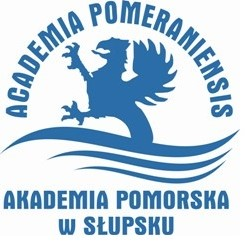 ACADEMIA POMERANIENSIS
AKADEMIA POMORSKA
w SŁUPSKU